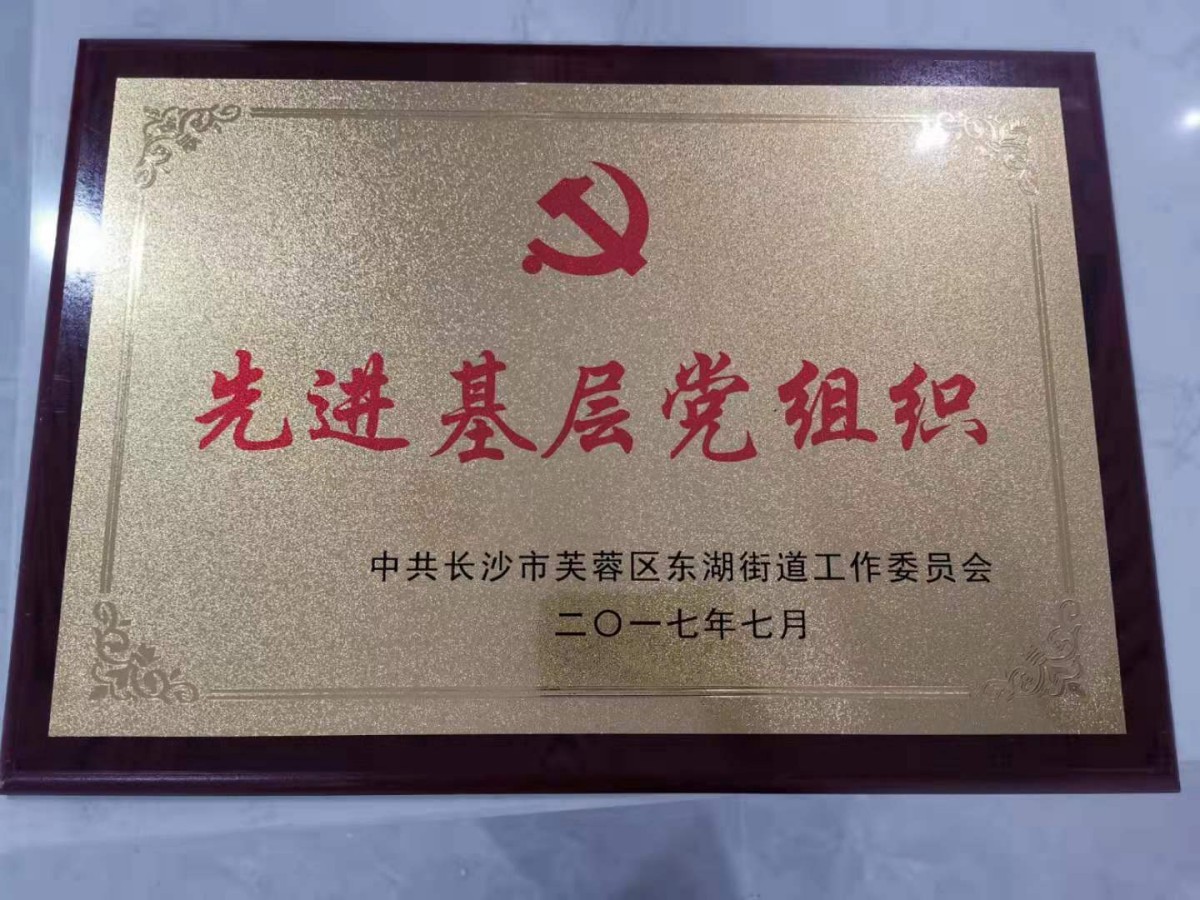 先进基层党组织
中共长沙市芙蓉区东湖街道工作委员会
二〇一七年七月